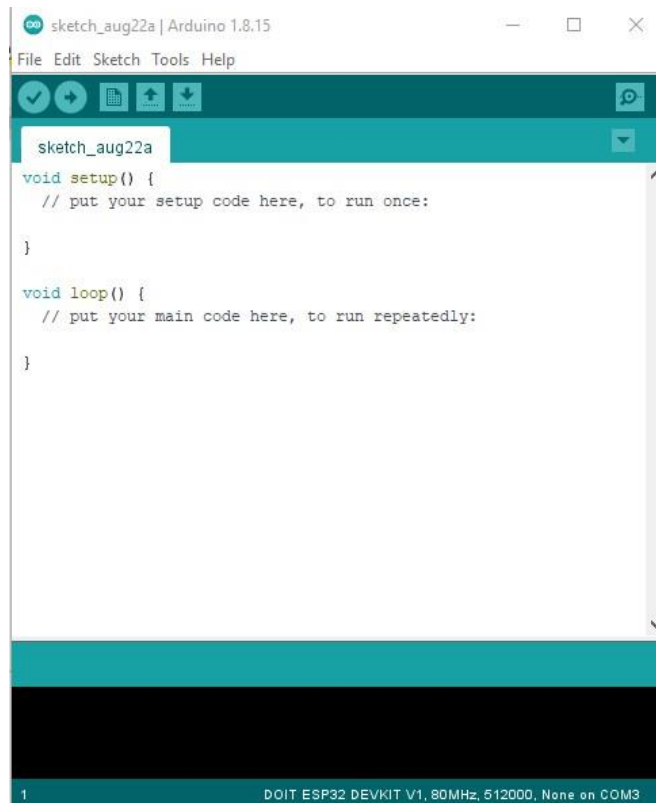 sketch_aug22a | Arduino 1.8.15
File Edit Sketch Tools Help
sketch_aug22a
void setup() {
  // put your setup code here, to run once:
}
void loop() {
  // put your main code here, to run repeatedly:
}
1 DOIT ESP32 DEVKIT V1, 80MHz, 512000, None on COM3